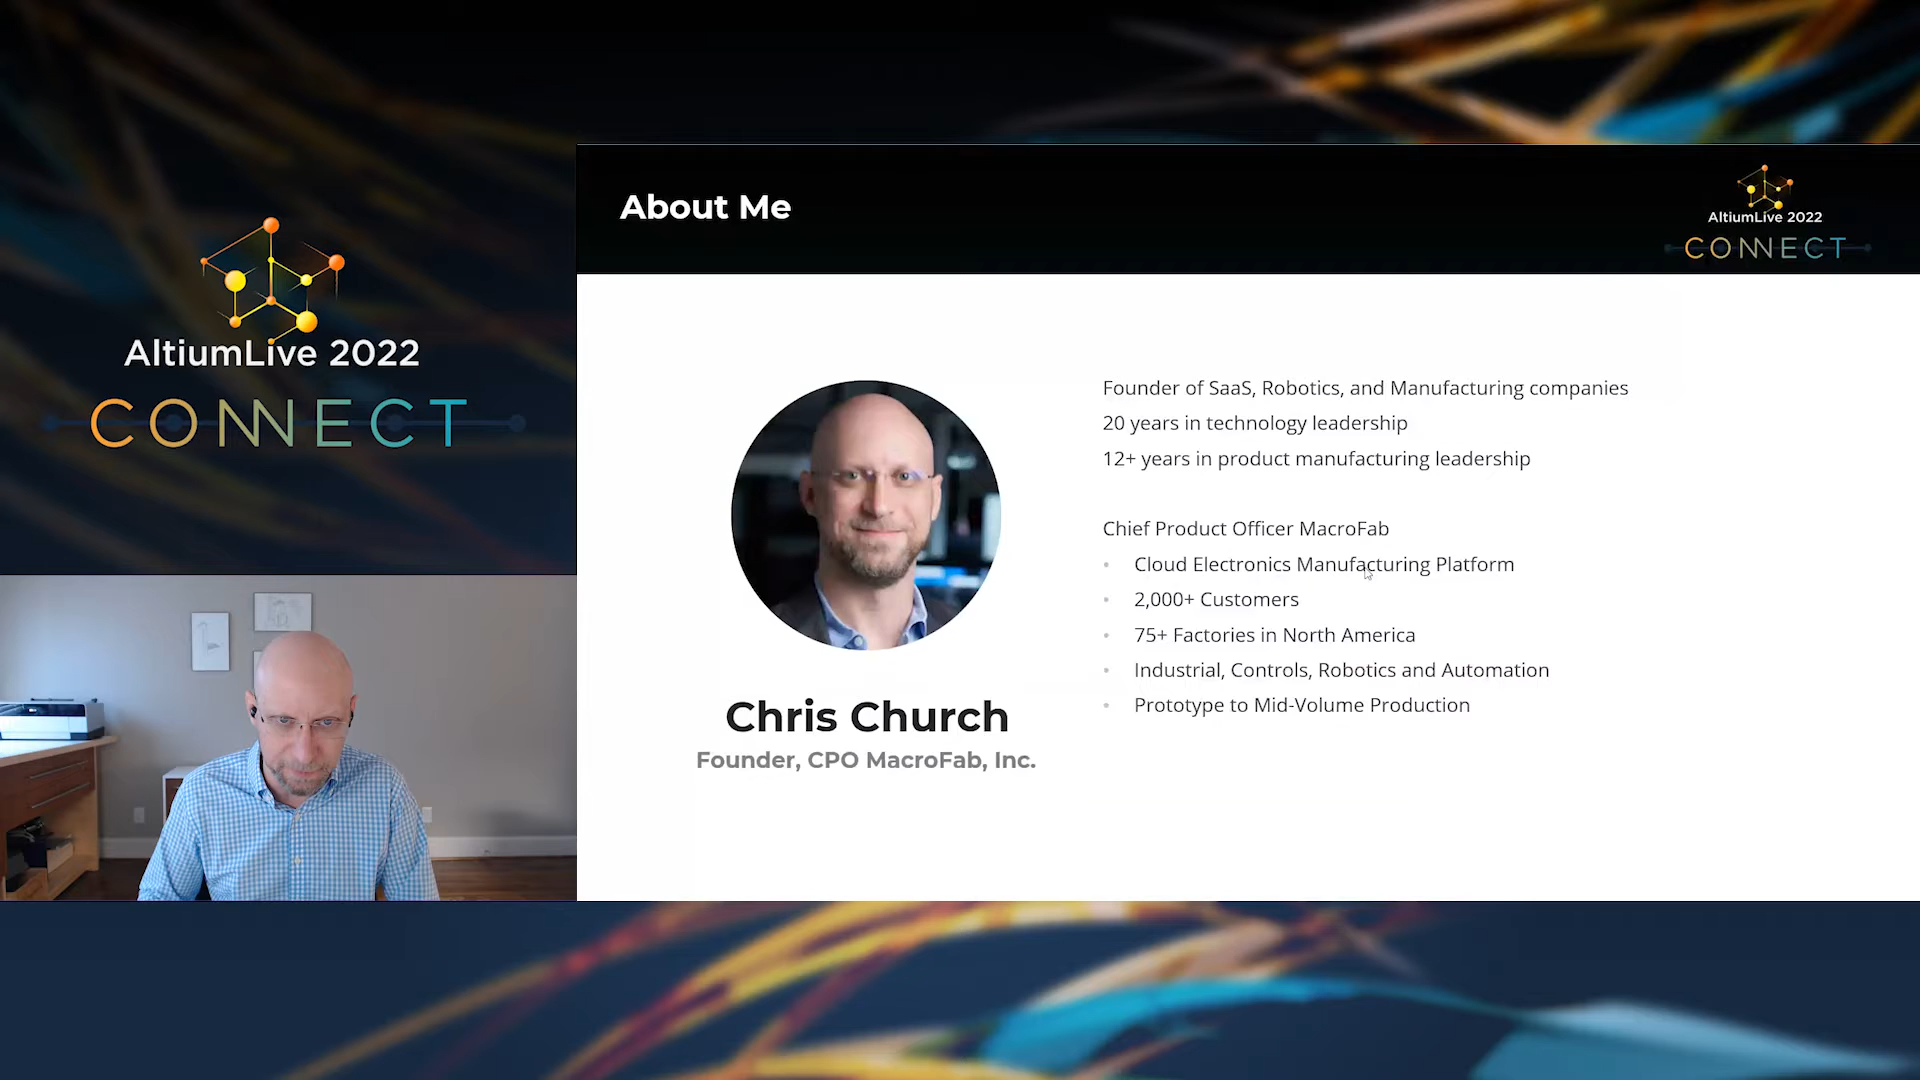 AltiumLive 2022
CONNECT
About Me
AltiumLive 2022
CONNECT
Chris Church
Founder, CPO MacroFab, Inc.
Founder of SaaS, Robotics, and Manufacturing companies
20 years in technology leadership
12+ years in product manufacturing leadership
Chief Product Officer MacroFab
• Cloud Electronics Manufacturing Platform
• 2,000+ Customers
• 75+ Factories in North America
• Industrial, Controls, Robotics and Automation
• Prototype to Mid-Volume Production